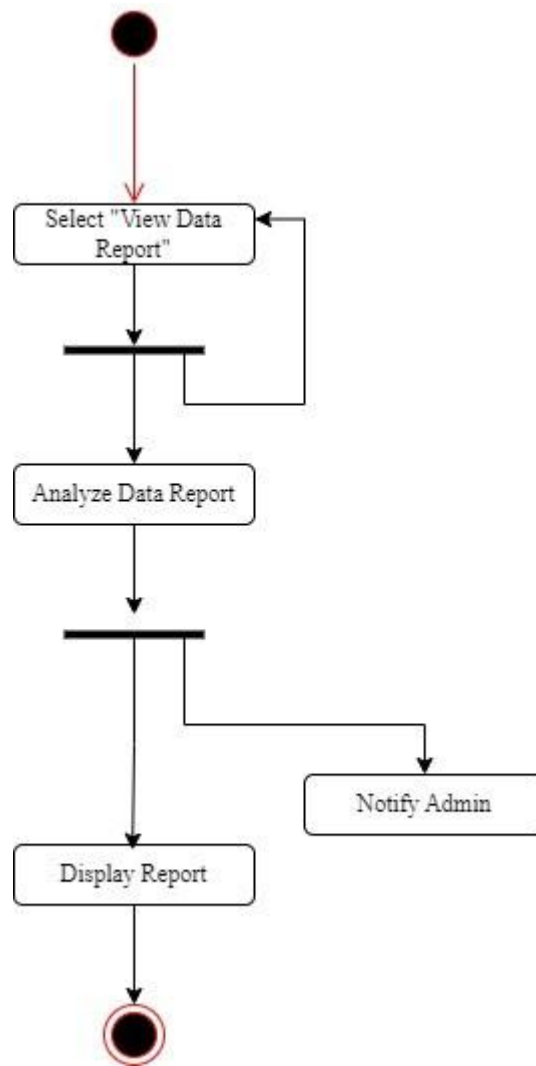 Select "View Data
Report"
Analyze Data Report
Notify Admin
Display Report